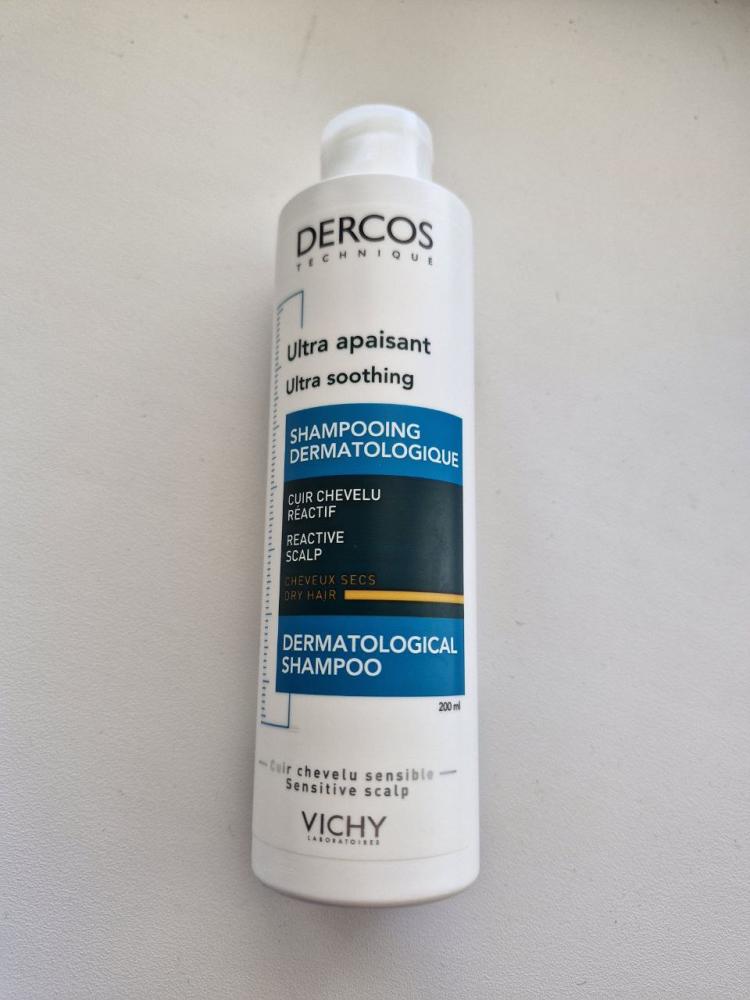 DERCOS
TECHNIQUE
Ultra apaisant
Ultra soothing
SHAMPOOING
DERMATOLOGIQUE
CUIR CHEVELU
RÉACTIF
REACTIVE
SCALP
CHEVEUX SECS
DRY HAIR
DERMATOLOGICAL
SHAMPOO
200 ml
Cuir chevelu sensible
Sensitive scalp
VICHY
LABORATOIRES